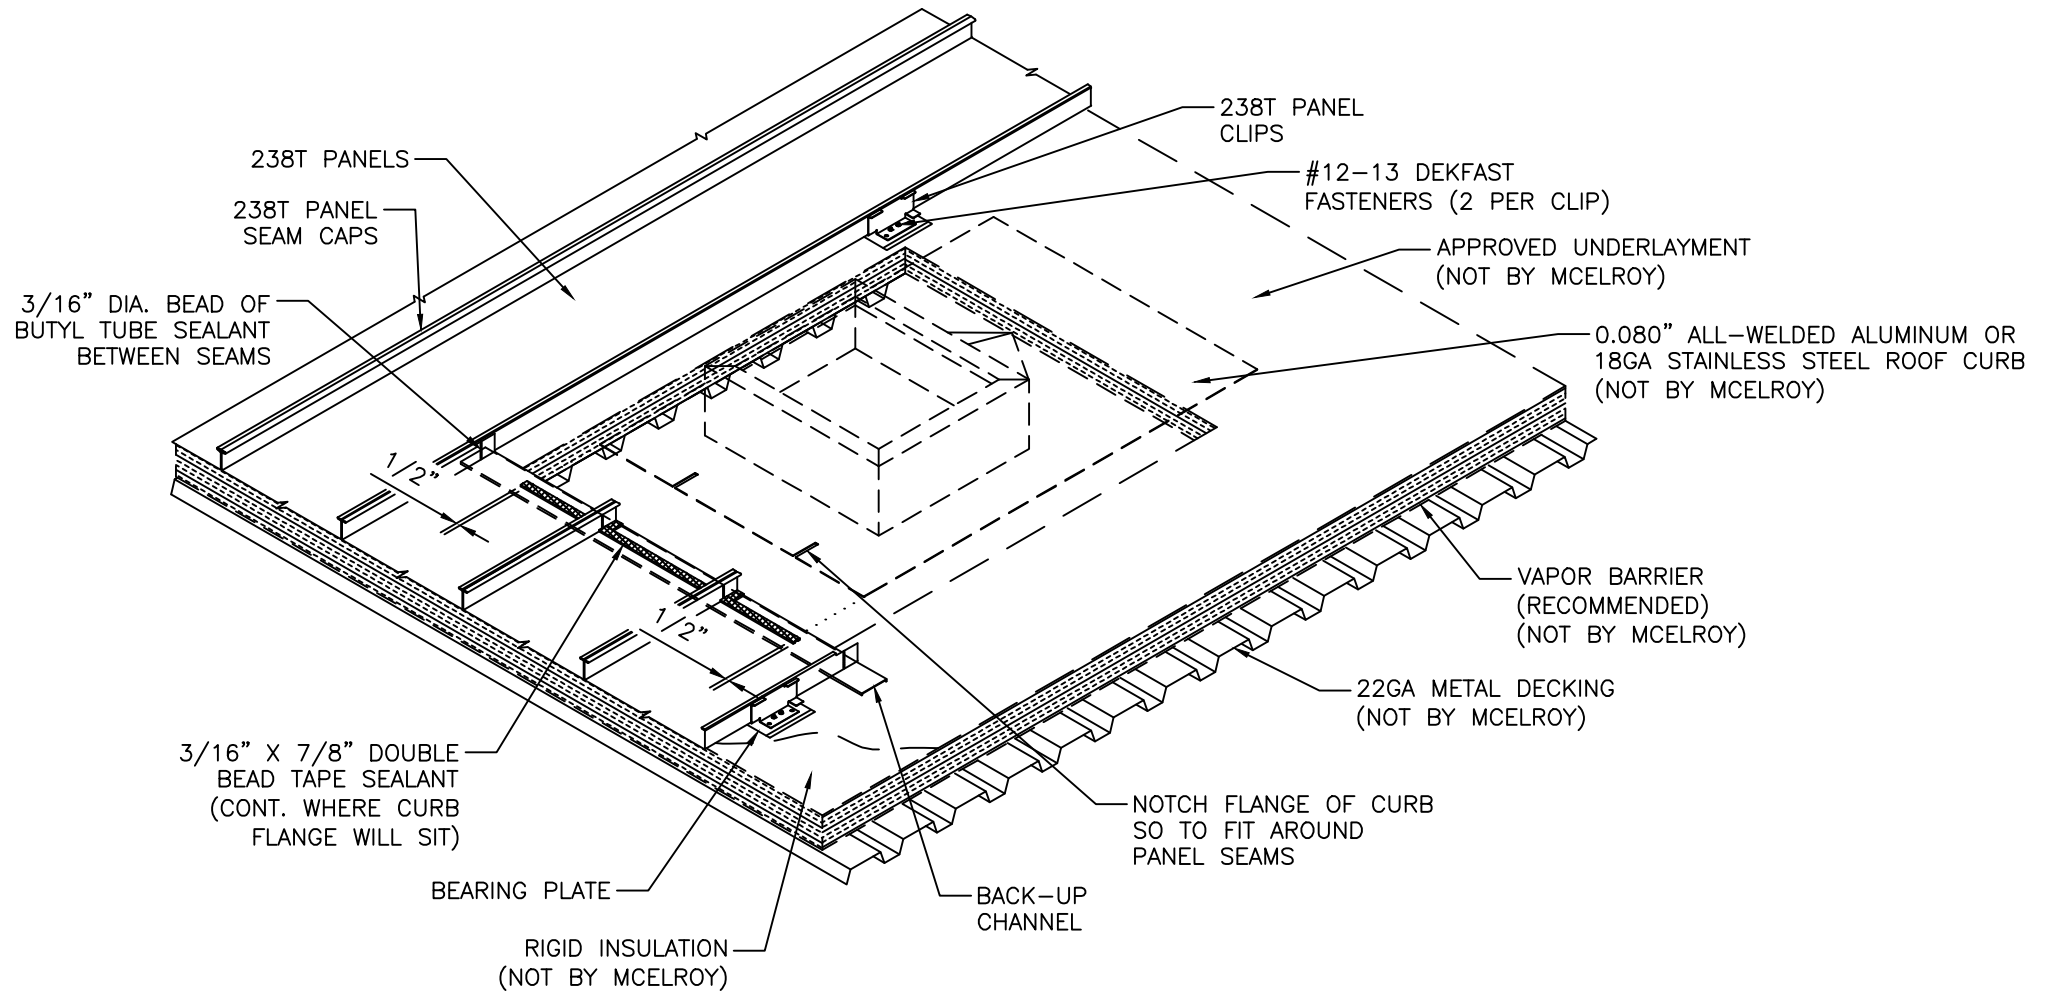 238T PANELS
238T PANEL
SEAM CAPS
3/16” DIA. BEAD OF
BUTYL TUBE SEALANT
BETWEEN SEAMS
1/2”
1/2”
238T PANEL
CLIPS
#12-13 DEKFAST
FASTENERS (2 PER CLIP)
APPROVED UNDERLAYMENT
(NOT BY MCELROY)
0.080” ALL-WELDED ALUMINUM OR
18GA STAINLESS STEEL ROOF CURB
(NOT BY MCELROY)
VAPOR BARRIER
(RECOMMENDED)
(NOT BY MCELROY)
22GA METAL DECKING
(NOT BY MCELROY)
3/16” X 7/8” DOUBLE
BEAD TAPE SEALANT
(CONT. WHERE CURB
FLANGE WILL SIT)
NOTCH FLANGE OF CURB
SO TO FIT AROUND
PANEL SEAMS
BEARING PLATE
BACK-UP
CHANNEL
RIGID INSULATION
(NOT BY MCELROY)